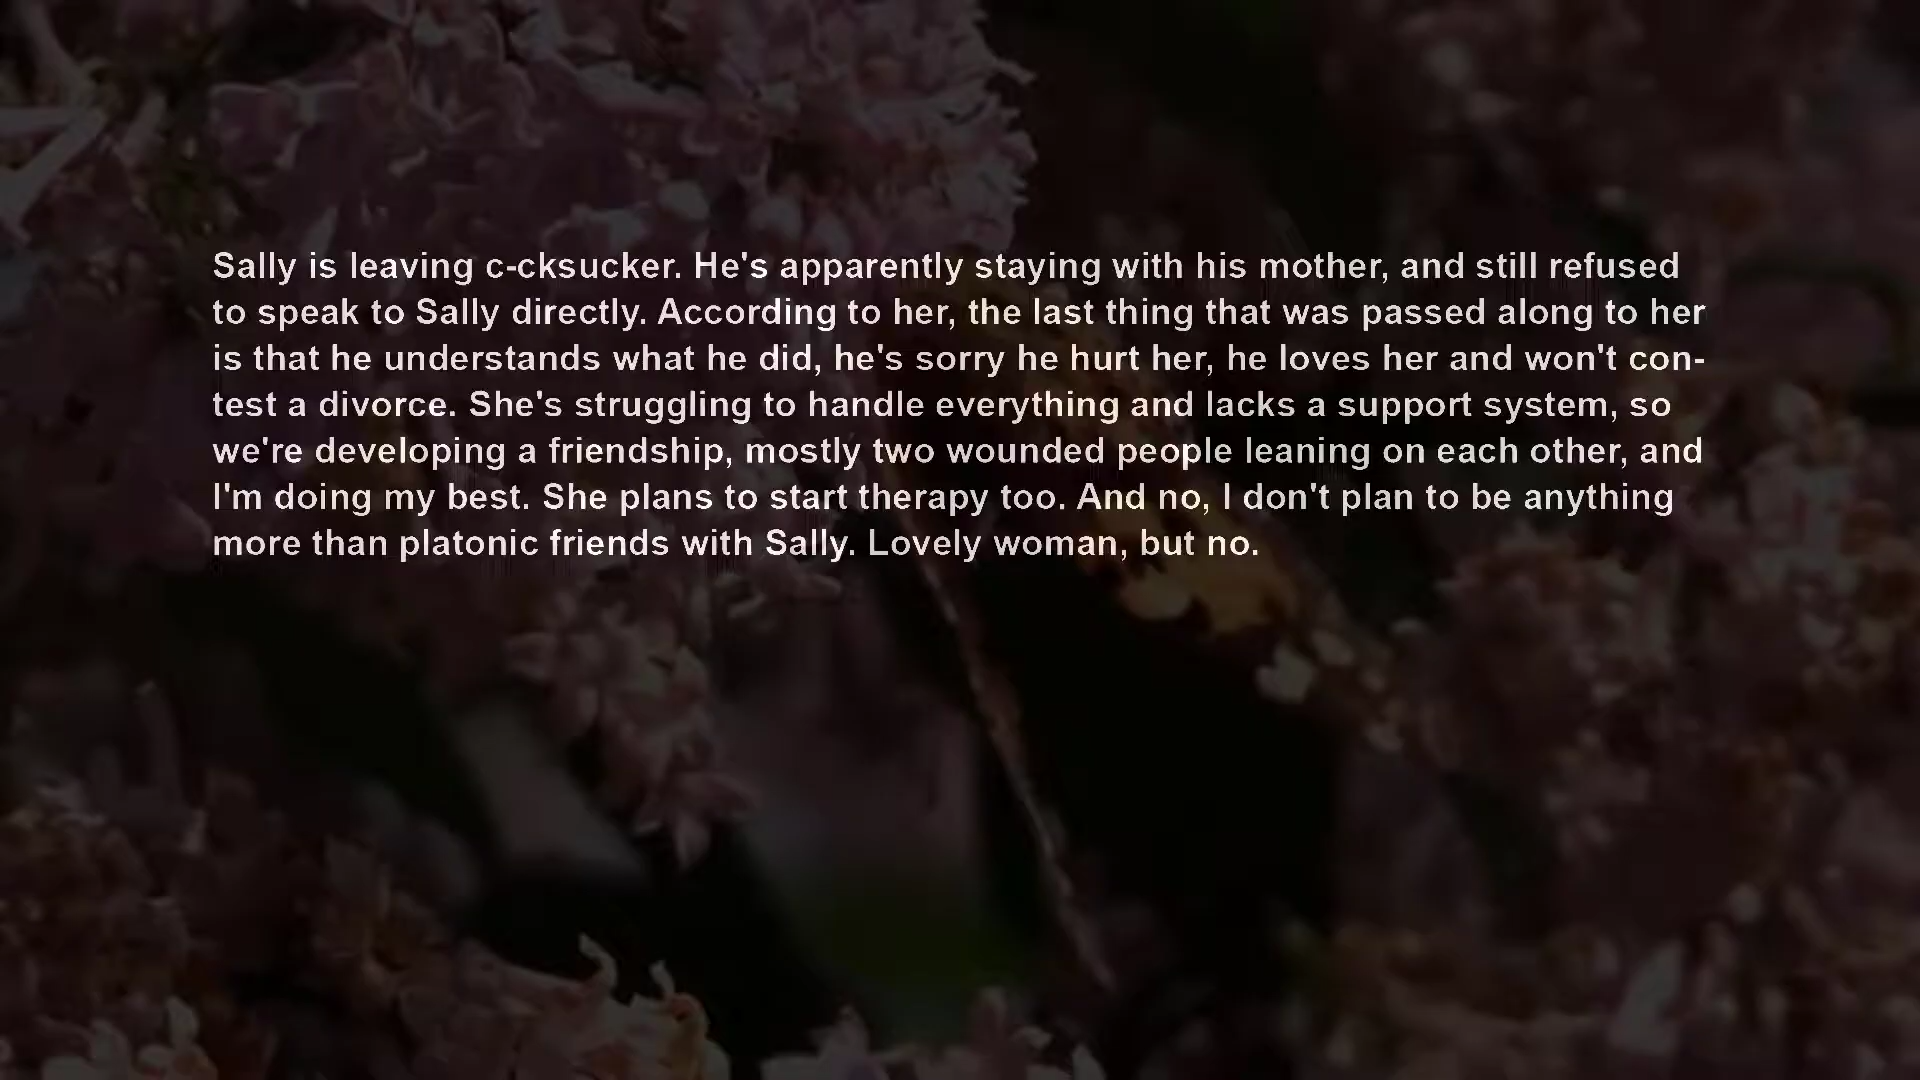 Sally is leaving c-cksucker. He's apparently staying with his mother, and still refused
to speak to Sally directly. According to her, the last thing that was passed along to her
is that he understands what he did, he's sorry he hurt her, he loves her and won't con-
test a divorce. She's struggling to handle everything and lacks a support system, so
we're developing a friendship, mostly two wounded people leaning on each other, and
I'm doing my best. She plans to start therapy too. And no, I don't plan to be anything
more than platonic friends with Sally. Lovely woman, but no.